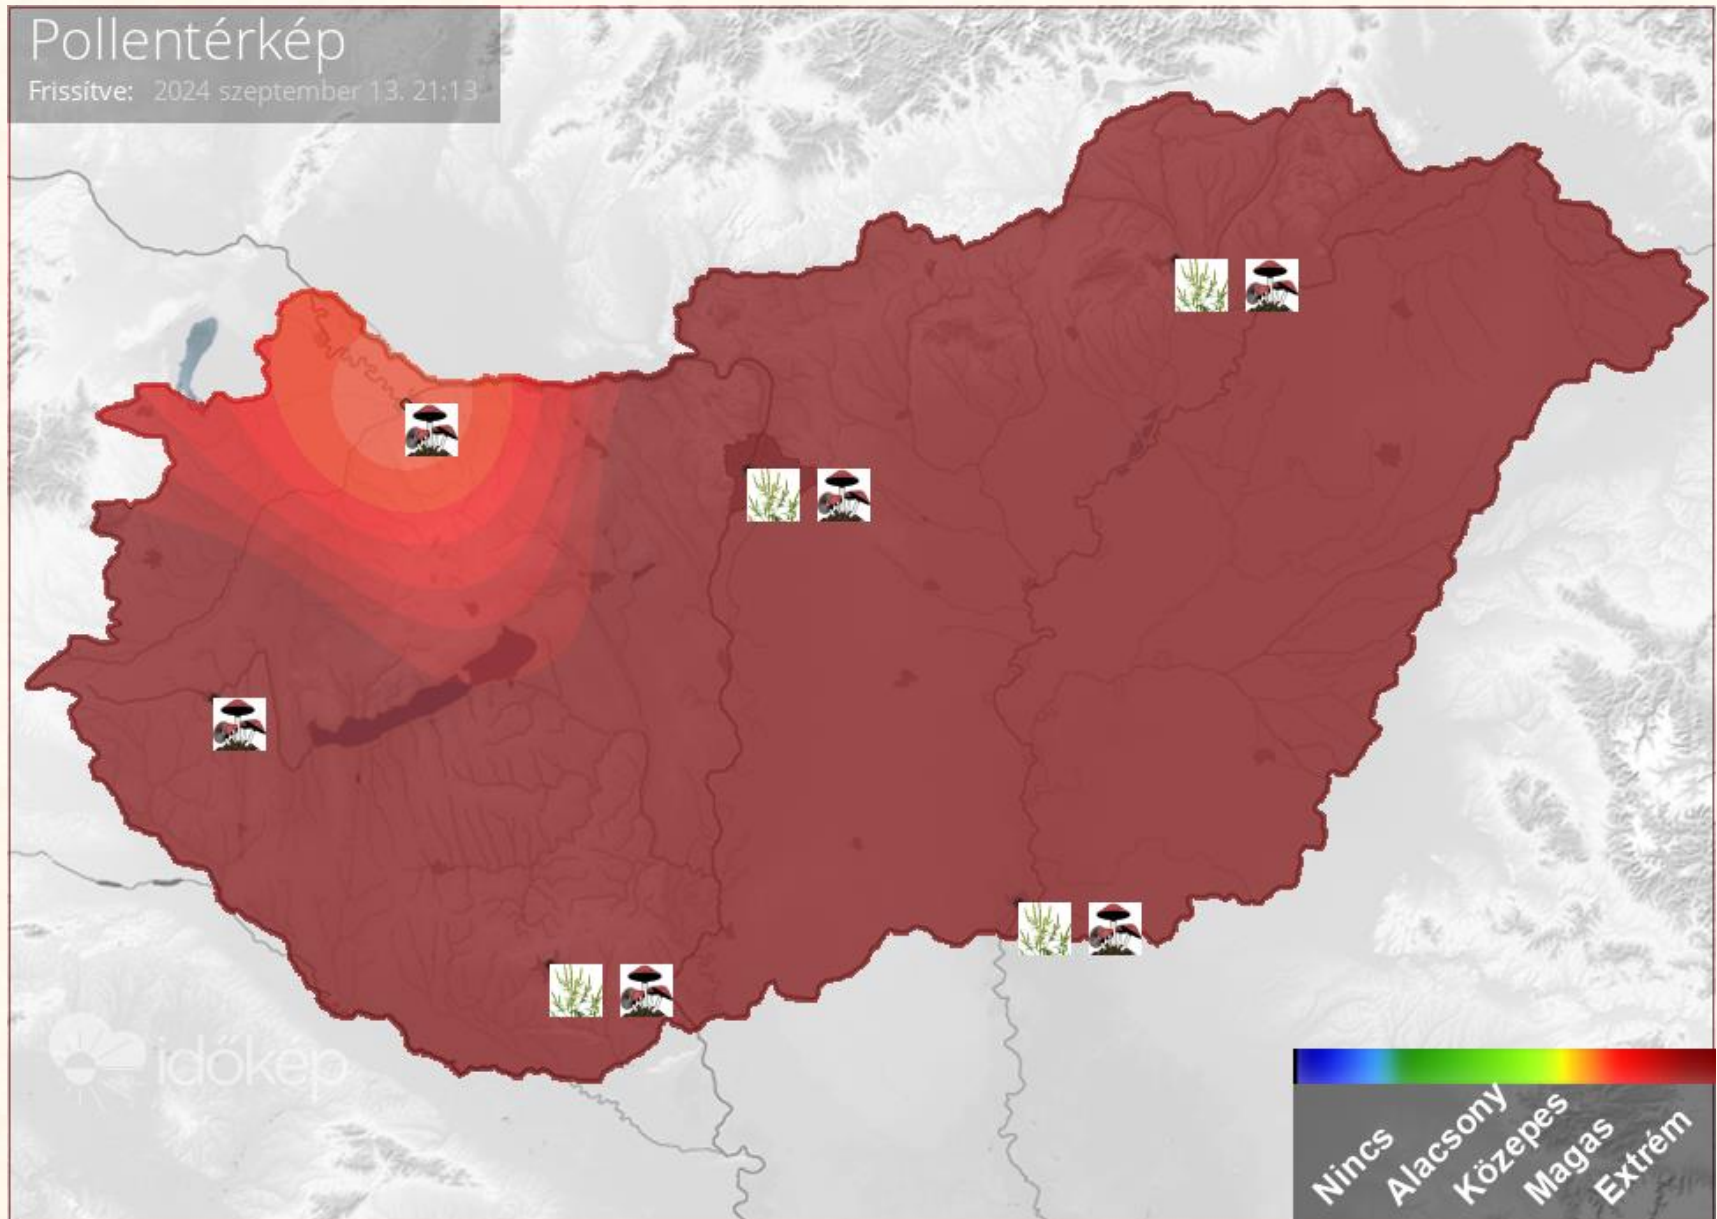 Pollentérkép
Frissítve: 2024 szeptember 13. 21:13
időkép
Nincs
Alacsony
Közepes
Magas
Extrém